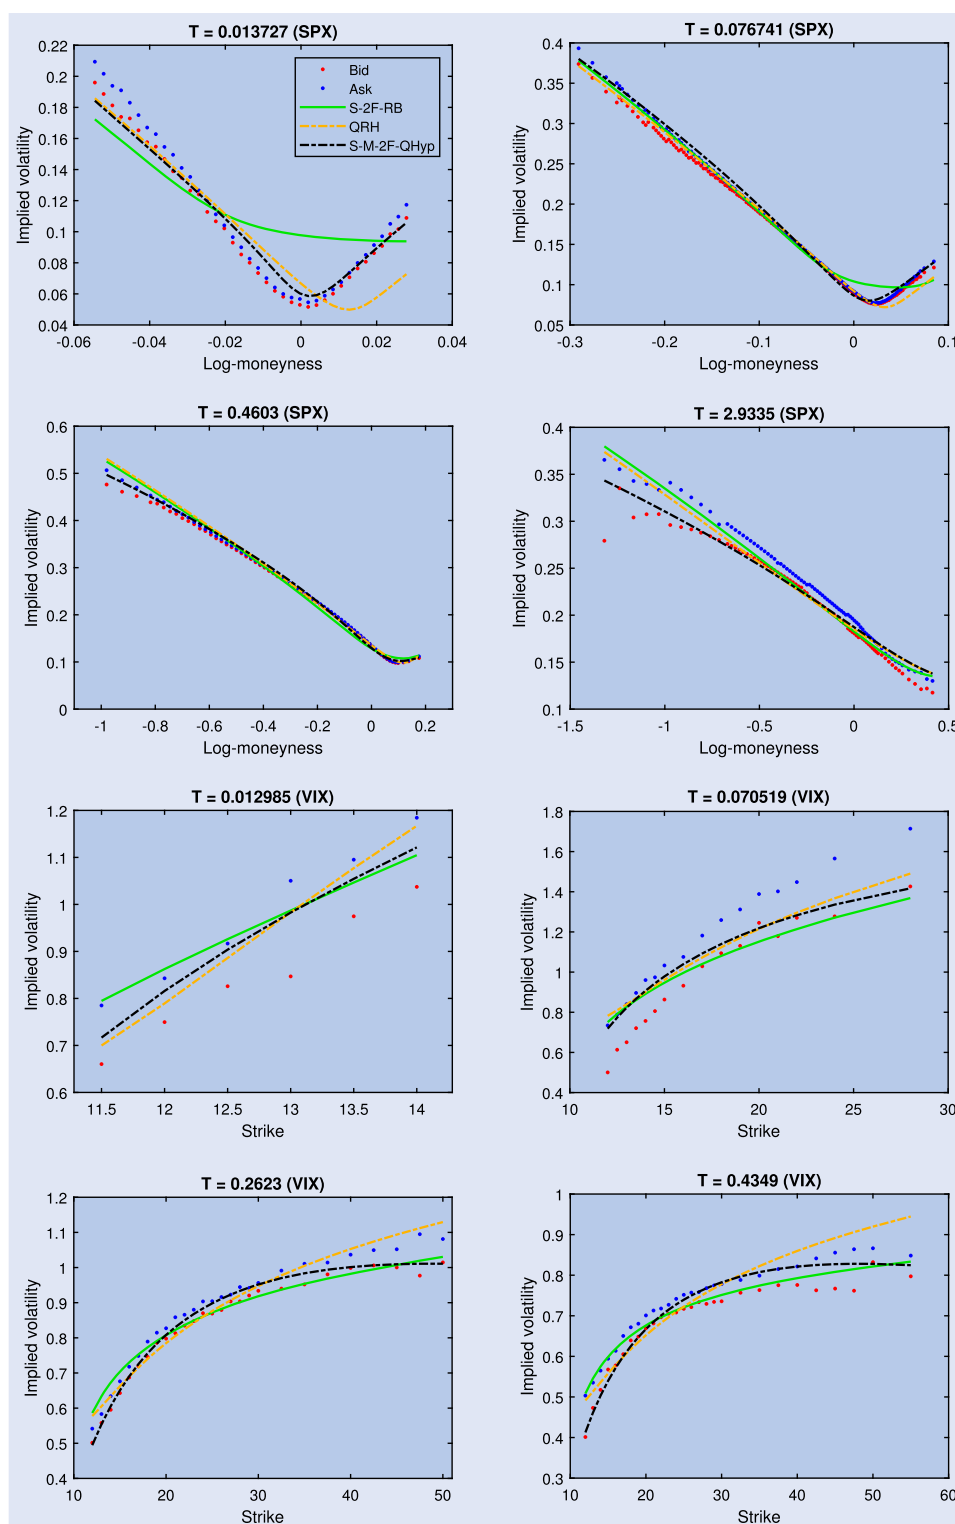 T = 0.013727 (SPX)
Implied volatility
0.22
0.2
0.18
0.16
0.14
0.12
0.1
0.08
0.06
0.04
-0.06 -0.04 -0.02 0 0.02 0.04
Log-moneyness
Bid
Ask
S-2F-RB
QRH
S-M-2F-QHyp
T = 0.076741 (SPX)
Implied volatility
0.4
0.35
0.3
0.25
0.2
0.15
0.1
0.05
-0.3 -0.2 -0.1 0 0.1
Log-moneyness
T = 0.4603 (SPX)
Implied volatility
0.6
0.5
0.4
0.3
0.2
0.1
0
-1 -0.8 -0.6 -0.4 -0.2 0 0.2
Log-moneyness
T = 2.9335 (SPX)
Implied volatility
0.4
0.35
0.3
0.25
0.2
0.15
0.1
-1.5 -1 -0.5 0 0.5
Log-moneyness
T = 0.012985 (VIX)
Implied volatility
1.2
1.1
1
0.9
0.8
0.7
0.6
11.5 12 12.5 13 13.5 14
Strike
T = 0.070519 (VIX)
Implied volatility
1.8
1.6
1.4
1.2
1
0.8
0.6
0.4
10 15 20 25 30
Strike
T = 0.2623 (VIX)
Implied volatility
1.2
1.1
1
0.9
0.8
0.7
0.6
0.5
0.4
10 20 30 40 50
Strike
T = 0.4349 (VIX)
Implied volatility
1
0.9
0.8
0.7
0.6
0.5
0.4
0.3
10 20 30 40 50 60
Strike